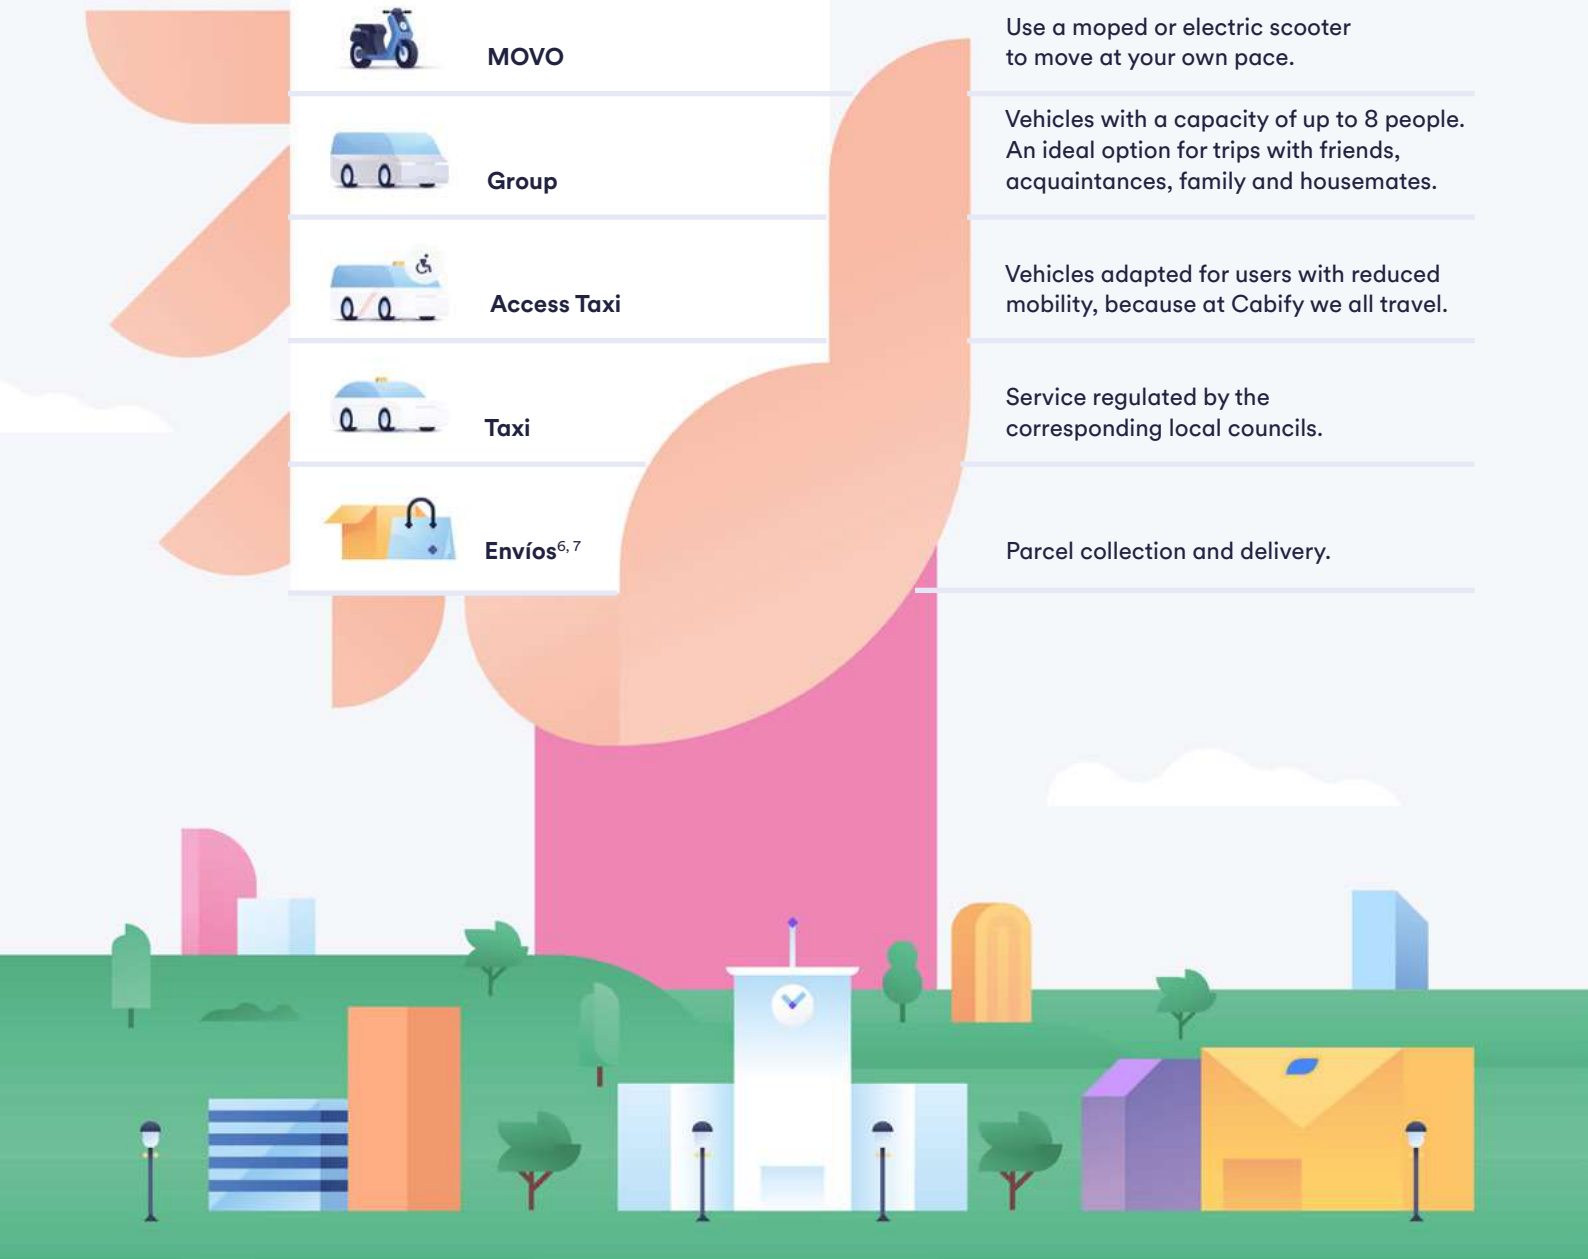 MOVO
Use a moped or electric scooter
to move at your own pace.
Group
Vehicles with a capacity of up to 8 people.
An ideal option for trips with friends,
acquaintances, family and housemates.
Access Taxi
Vehicles adapted for users with reduced
mobility, because at Cabify we all travel.
Taxi
Service regulated by the
corresponding local councils.
Envíos6, 7
Parcel collection and delivery.